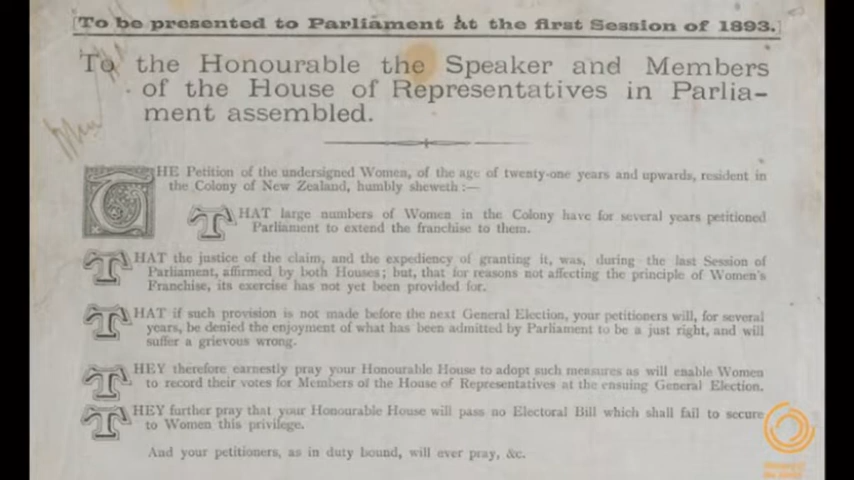 [To be presented to Parliament at the first Session of 1893.]
To the Honourable the Speaker and Members
of the House of Representatives in Parlia-
ment assembled.
THE Petition of the undersigned Women, of the age of twenty-one years and upwards, resident in
the Colony of New Zealand, humbly sheweth :—
THAT large numbers of Women in the Colony have for several years petitioned
Parliament to extend the franchise to them.
THAT the justice of the claim, and the expediency of granting it, was, during the last Session of
Parliament, affirmed by both Houses; but, that for reasons not affecting the principle of Women's
Franchise, its exercise has not yet been provided for.
THAT if such provision is not made before the next General Election, your petitioners will, for several
years, be denied the enjoyment of what has been admitted by Parliament to be a just right, and will
suffer a grievous wrong.
THEY therefore earnestly pray your Honourable House to adopt such measures as will enable Women
to record their votes for Members of the House of Representatives at the ensuing General Election.
THEY further pray that your Honourable House will pass no Electoral Bill which shall fail to secure
to Women this privilege.
And your petitioners, as in duty bound, will ever pray, &c.